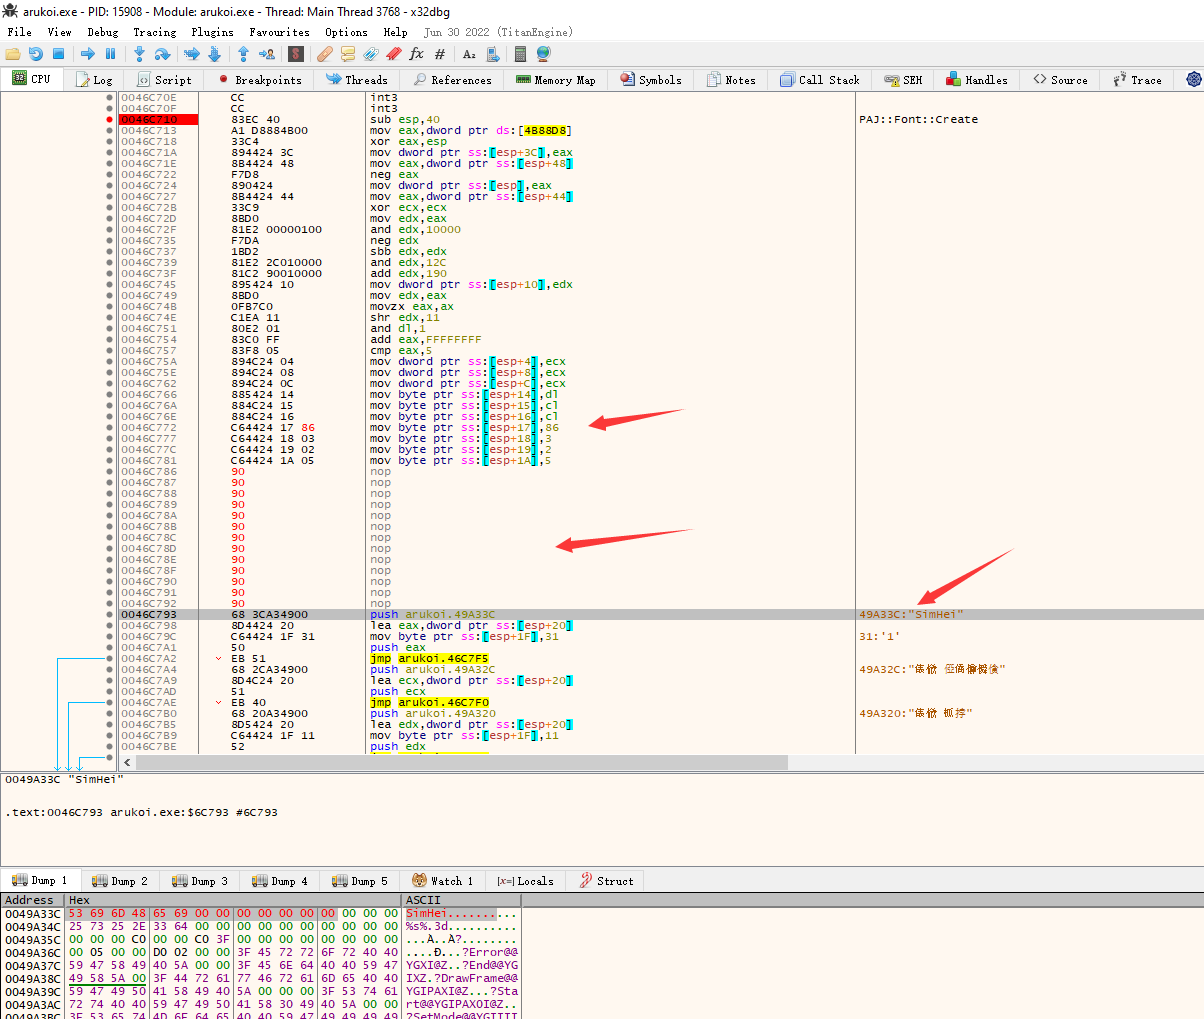 arukoi.exe - PID: 15908 - Module: arukoi.exe - Thread: Main Thread 3768 - x32dbg
File View Debug Tracing Plugins Favourites Options Help Jun 30 2022 (TitanEngine)
CPU Log Script Breakpoints Threads References Memory Map Symbols Notes Call Stack SEH Handles Source Trace
0046C70E CC int3
0046C70F CC int3
0046C710 83EC 40 sub esp,40 PAJ::Font::Create
0046C713 A1 D8884B00 mov eax,dword ptr ds:[4B88D8]
0046C718 33C4 xor eax,esp
0046C71A 894424 3C mov dword ptr ss:[esp+3C],eax
0046C71E 8B4424 48 mov eax,dword ptr ss:[esp+48]
0046C722 F7D8 neg eax
0046C724 890424 mov dword ptr ss:[esp],eax
0046C727 8B4424 44 mov eax,dword ptr ss:[esp+44]
0046C72B 33C9 xor ecx,ecx
0046C72D 8BD0 mov edx,eax
0046C72F 81E2 00000100 and edx,10000
0046C735 F7DA neg edx
0046C737 1BD2 sbb edx,edx
0046C739 81E2 2C010000 and edx,12C
0046C73F 81C2 90010000 add edx,190
0046C745 895424 10 mov dword ptr ss:[esp+10],edx
0046C749 8BD0 mov edx,eax
0046C74B 0FB7C0 movzx eax,ax
0046C74E C1EA 11 shr edx,11
0046C751 80E2 01 and dl,1
0046C754 83C0 FF add eax,FFFFFFFF
0046C757 83F8 05 cmp eax,5
0046C75A 894C24 04 mov dword ptr ss:[esp+4],ecx
0046C75E 894C24 08 mov dword ptr ss:[esp+8],ecx
0046C762 894C24 0C mov dword ptr ss:[esp+C],ecx
0046C766 885424 14 mov byte ptr ss:[esp+14],dl
0046C76A 884C24 15 mov byte ptr ss:[esp+15],cl
0046C76E 884C24 16 mov byte ptr ss:[esp+16],cl
0046C772 C64424 17 86 mov byte ptr ss:[esp+17],86
0046C777 C64424 18 03 mov byte ptr ss:[esp+18],3
0046C77C C64424 19 02 mov byte ptr ss:[esp+19],2
0046C781 C64424 1A 05 mov byte ptr ss:[esp+1A],5
0046C786 90 nop
0046C787 90 nop
0046C788 90 nop
0046C789 90 nop
0046C78A 90 nop
0046C78B 90 nop
0046C78C 90 nop
0046C78D 90 nop
0046C78E 90 nop
0046C78F 90 nop
0046C790 90 nop
0046C791 90 nop
0046C792 90 nop
0046C793 68 3CA34900 push arukoi.49A33C 49A33C:"SimHei"
0046C798 8D4424 20 lea eax,dword ptr ss:[esp+20]
0046C79C C64424 1F 31 mov byte ptr ss:[esp+1F],31 31:'1'
0046C7A1 50 push eax
0046C7A2 EB 51 jmp arukoi.46C7F5
0046C7A4 68 2CA34900 push arukoi.49A32C 49A32C:
0046C7A9 8D4C24 20 lea ecx,dword ptr ss:[esp+20]
0046C7AD 51 push ecx
0046C7AE EB 40 jmp arukoi.46C7F0
0046C7B0 68 20A34900 push arukoi.49A320 49A320:
0046C7B5 8D5424 20 lea edx,dword ptr ss:[esp+20]
0046C7B9 C64424 1F 11 mov byte ptr ss:[esp+1F],11
0046C7BE 52 push edx
0049A33C "SimHei"
.text:0046C793 arukoi.exe:$6C793 #6C793
Dump 1 Dump 2 Dump 3 Dump 4 Dump 5 Watch 1 [x=] Locals Struct
Address Hex ASCII
0049A33C 53 69 6D 48 65 69 00 00 00 00 00 00 00 00 00 00 SimHei..........
0049A34C 25 73 25 2E 33 64 00 00 00 00 00 00 00 00 00 00 %s%.3d..........
0049A35C 00 00 00 C0 00 00 C0 3F 00 00 00 00 00 00 00 00 ...À..À?........
0049A36C 00 05 00 00 D0 02 00 00 3F 45 72 72 6F 72 40 40 ....Ð...?Error@@
0049A37C 59 47 58 49 40 5A 00 00 3F 45 6E 64 40 40 59 47 YGXI@Z..?End@@YG
0049A38C 49 58 5A 00 3F 44 72 61 77 46 72 61 6D 65 40 40 IXZ.?DrawFrame@@
0049A39C 59 47 49 50 41 58 49 40 5A 00 00 00 3F 53 74 61 YGIPAXI@Z...?Sta
0049A3AC 72 74 40 40 59 47 49 50 41 58 30 49 40 5A 00 00 rt@@YGIPAX0I@Z..
0049A3BC 3F 53 65 74 4D 6F 64 65 40 40 59 47 49 49 49 49 ?SetMode@@YGIIII